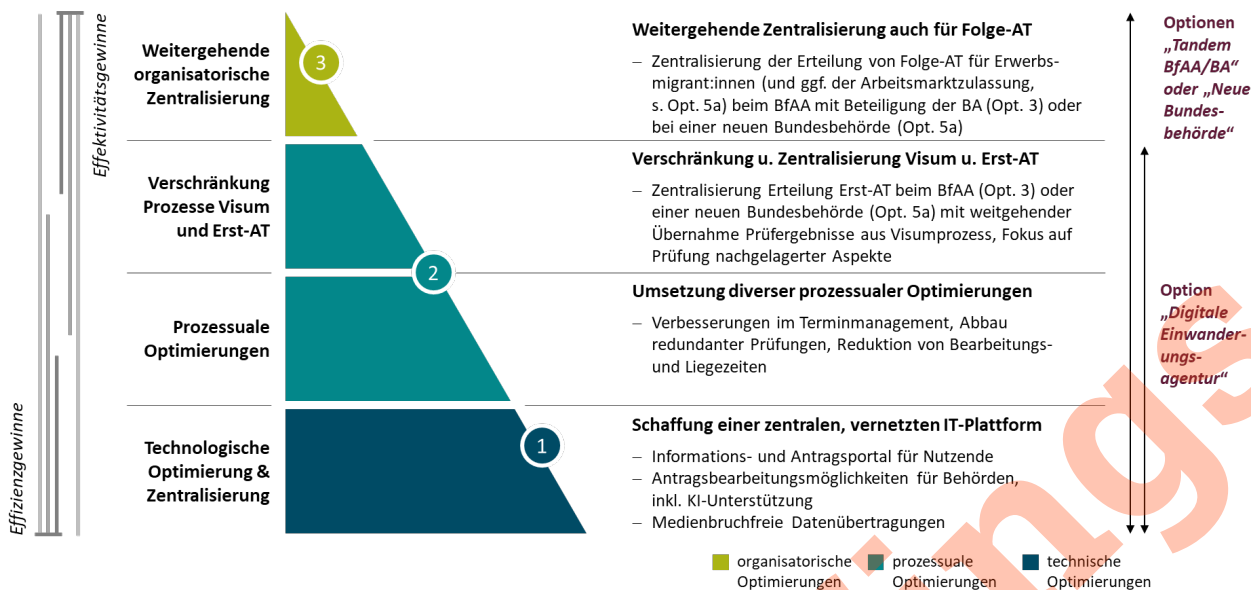 Effektivitätsgewinne
Effizienzgewinne
Weitergehende
organisatorische
Zentralisierung
3
Weitergehende Zentralisierung auch für Folge-AT
– Zentralisierung der Erteilung von Folge-AT für Erwerbs-
migrant:innen (und ggf. der Arbeitsmarktzulassung,
s. Opt. 5a) beim BfAA mit Beteiligung der BA (Opt. 3) oder
bei einer neuen Bundesbehörde (Opt. 5a)
Optionen
„Tandem
BfAA/BA“
oder „Neue
Bundes-
behörde“
Verschränkung
Prozesse Visum
und Erst-AT
2
Verschränkung u. Zentralisierung Visum u. Erst-AT
– Zentralisierung Erteilung Erst-AT beim BfAA (Opt. 3) oder
einer neuen Bundesbehörde (Opt. 5a) mit weitgehender
Übernahme Prüfergebnisse aus Visumprozess, Fokus auf
Prüfung nachgelagerter Aspekte
Prozessuale
Optimierungen
Umsetzung diverser prozessualer Optimierungen
– Verbesserungen im Terminmanagement, Abbau
redundanter Prüfungen, Reduktion von Bearbeitungs-
und Liegezeiten
Option
„Digitale
Einwander-
ungs-
agentur“
Technologische
Optimierung &
Zentralisierung
1
Schaffung einer zentralen, vernetzten IT-Plattform
– Informations- und Antragsportal für Nutzende
– Antragsbearbeitungsmöglichkeiten für Behörden,
inkl. KI-Unterstützung
– Medienbruchfreie Datenübertragungen
organisatorische
Optimierungen
prozessuale
Optimierungen
technische
Optimierungen
ings